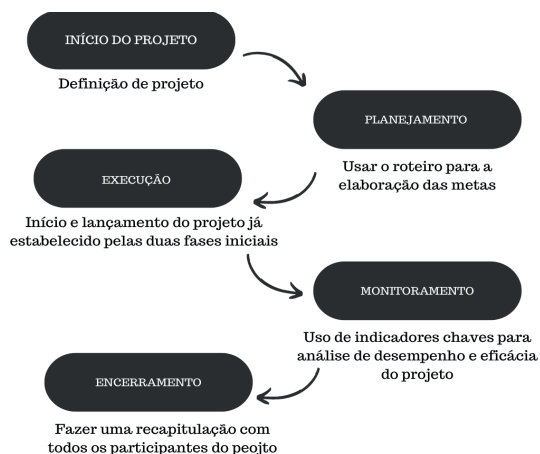 INÍCIO DO PROJETO
Definição de projeto
PLANEJAMENTO
Usar o roteiro para a
elaboração das metas
EXECUÇÃO
Início e lançamento do projeto já
estabelecido pelas duas fases iniciais
MONITORAMENTO
Uso de indicadores chaves para
análise de desempenho e eficácia
do projeto
ENCERRAMENTO
Fazer uma recapitulação com
todos os participantes do peojto